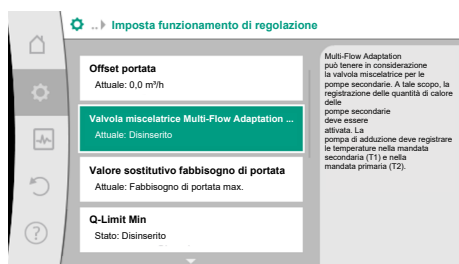 ..▸ Imposta funzionamento di regolazione
Offset portata
Attuale: 0,0 m³/h
Valvola miscelatrice Multi-Flow Adaptation ...
Attuale: Disinserito
Valore sostitutivo fabbisogno di portata
Attuale: Fabbisogno di portata max.
Q-Limit Min
Stato: Disinserito
Multi-Flow Adaptation
può tenere in considerazione
la valvola miscelatrice per le
pompe secondarie. A tale scopo, la
registrazione delle quantità di calore
delle
pompe secondarie
deve essere
attivata. La
pompa di adduzione deve registrare
le temperature nella mandata
secondaria (T1) e nella
mandata primaria (T2).